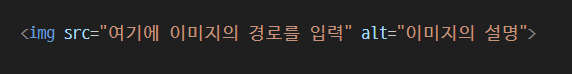 <img src="여기에 이미지의 경로를 입력" alt="이미지의 설명">